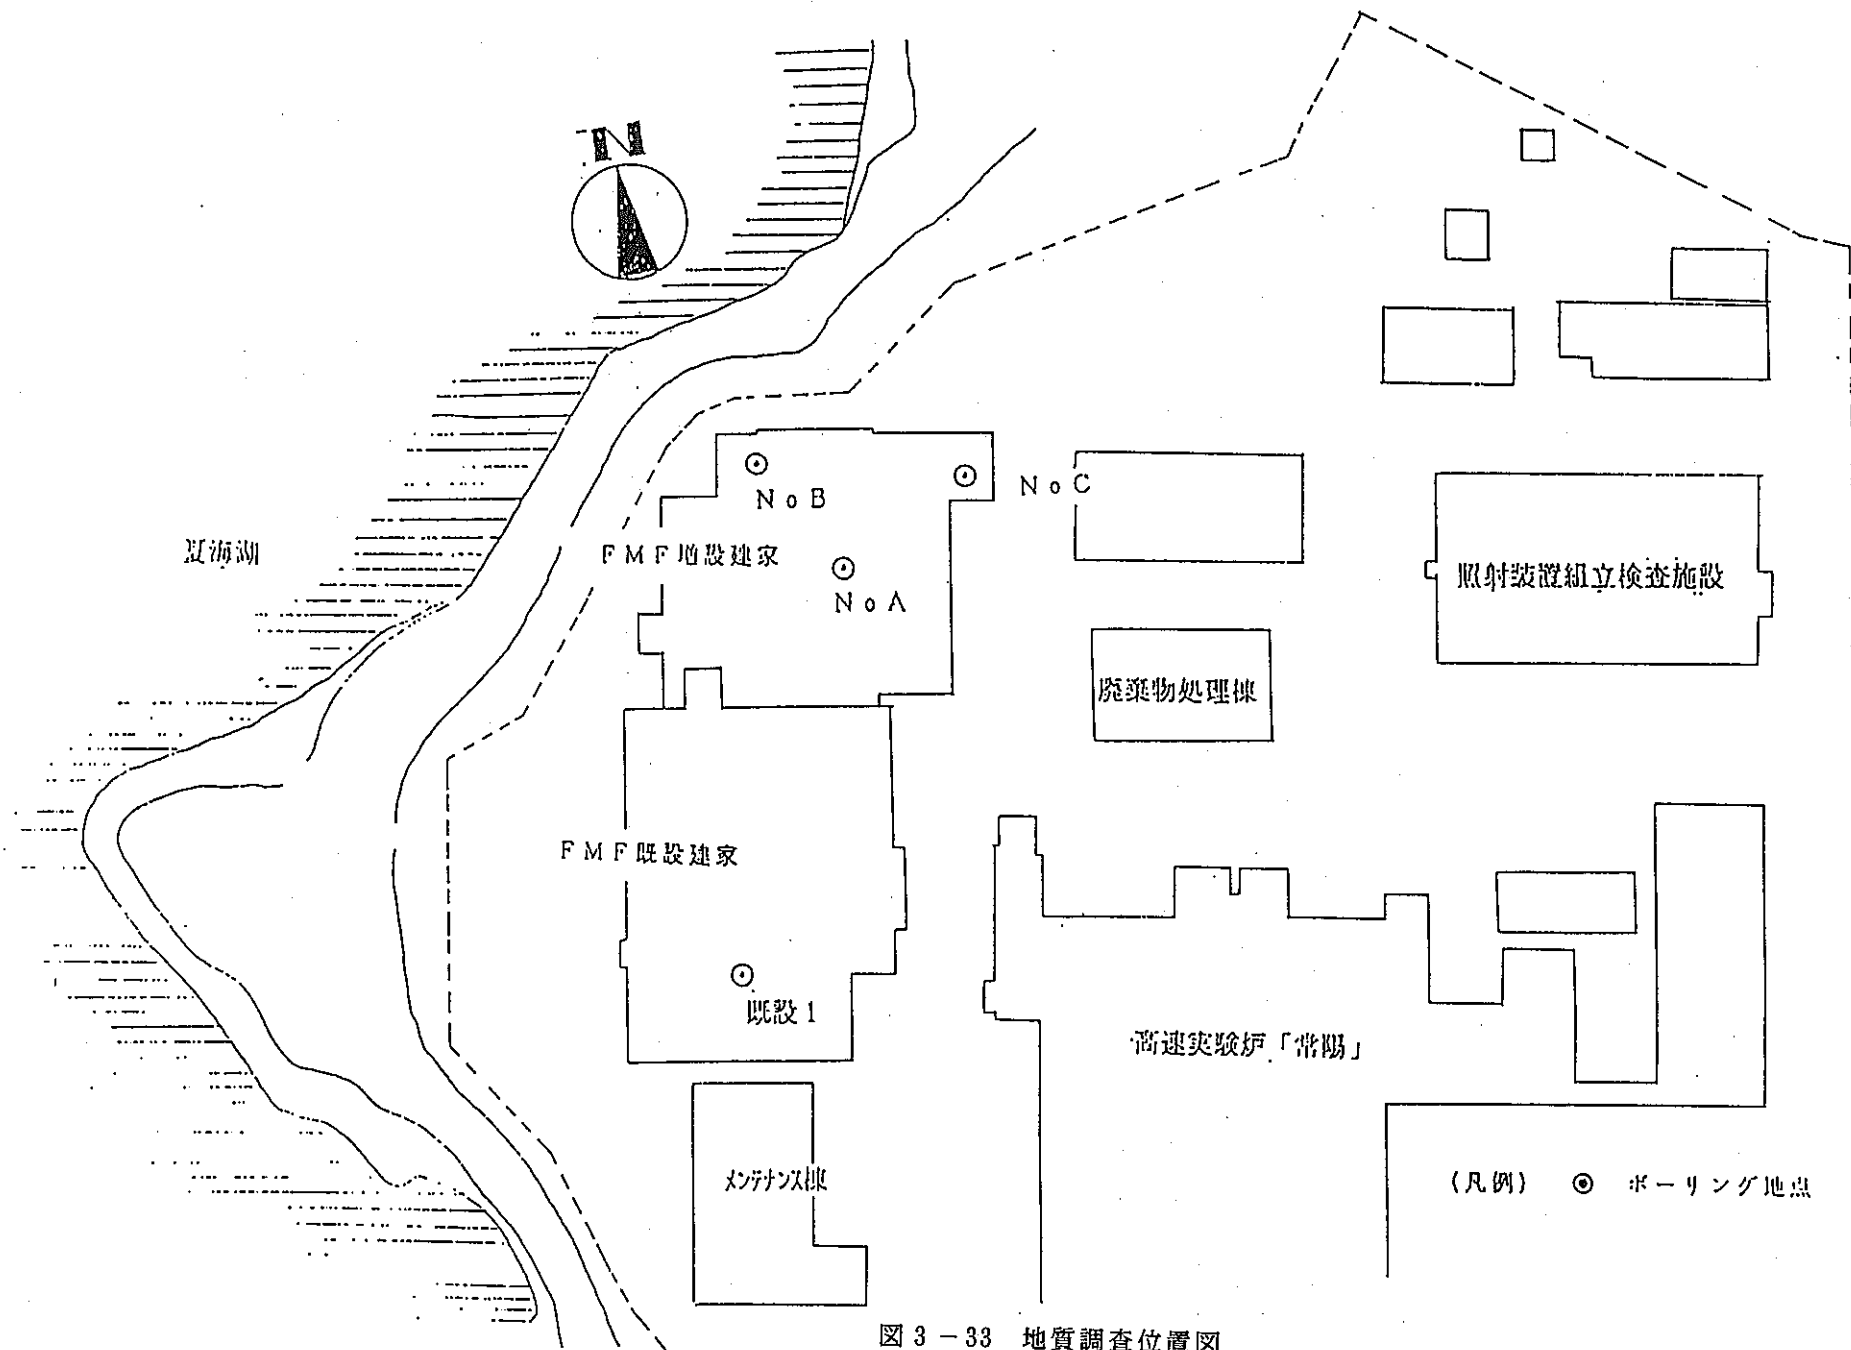 N
NoB
NoC
夏海湖
FMF増設建家
NoA
照射装置組立検査施設
廃棄物処理棟
FMF既設建家
既設1
高速実験炉「常陽」
メンテナンス棟
(凡例) ◎ ボーリング地点
図3-33 地質調査位置図